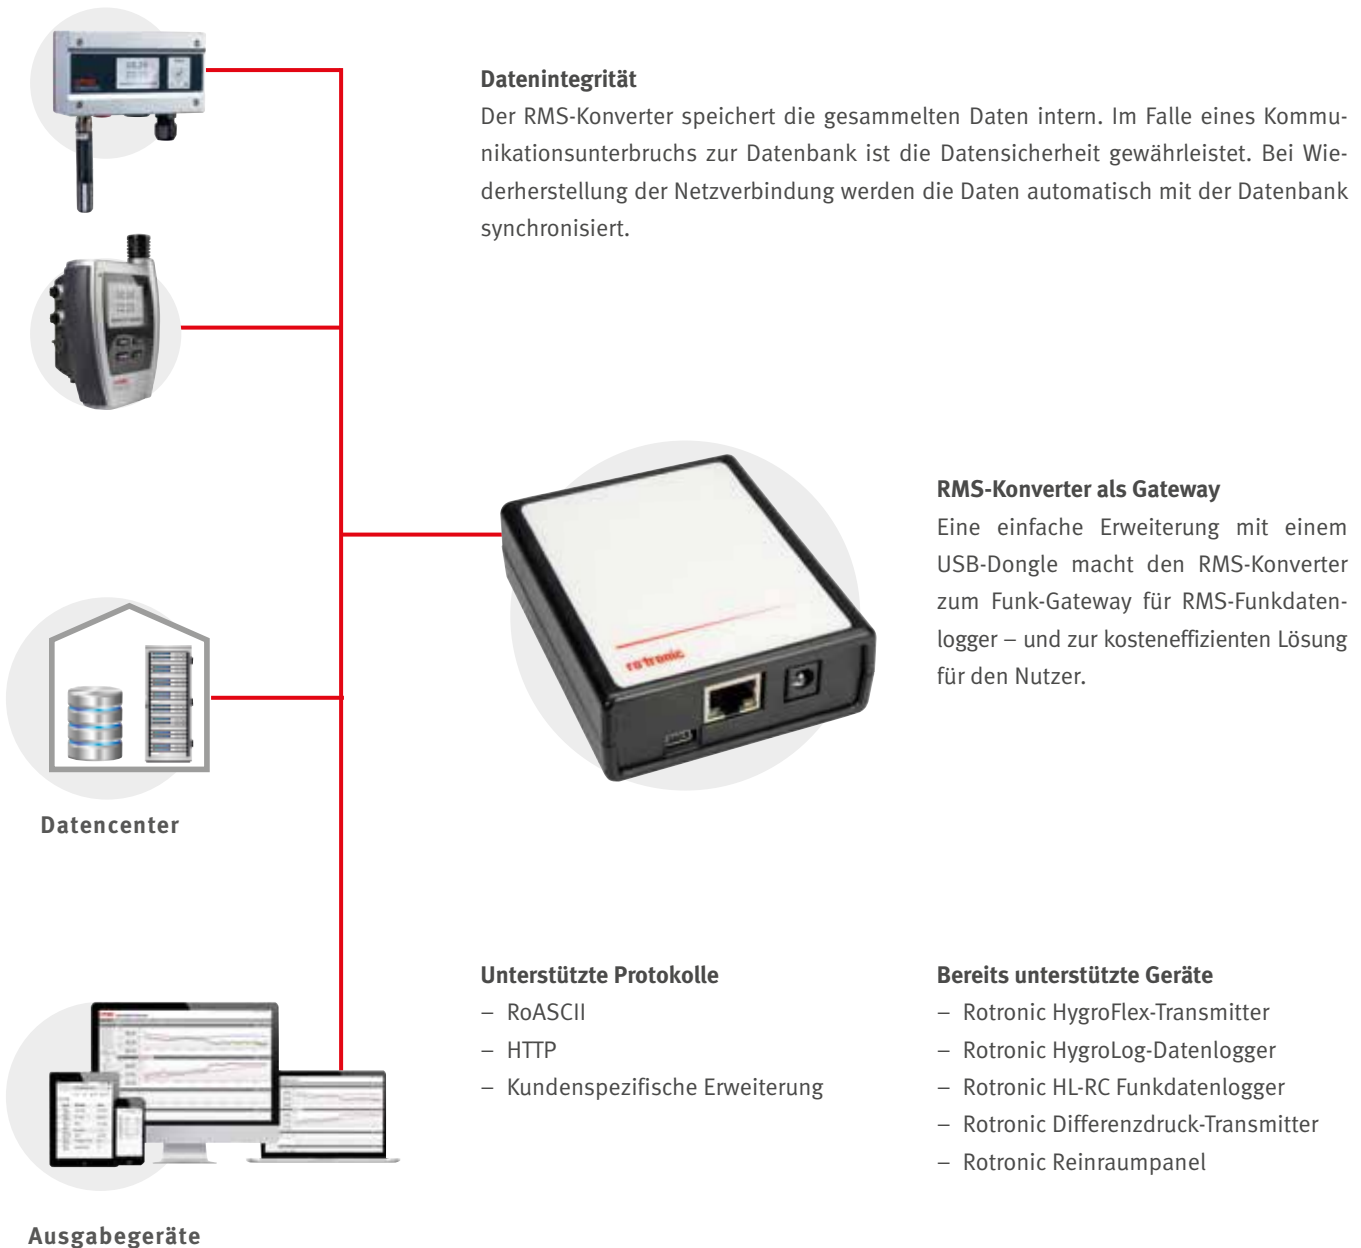 Datenintegrität
Der RMS-Konverter speichert die gesammelten Daten intern. Im Falle eines Kommu-
nikationsunterbruchs zur Datenbank ist die Datensicherheit gewährleistet. Bei Wie-
derherstellung der Netzverbindung werden die Daten automatisch mit der Datenbank
synchronisiert.
RMS-Konverter als Gateway
Eine einfache Erweiterung mit einem
USB-Dongle macht den RMS-Konverter
zum Funk-Gateway für RMS-Funkdaten-
logger – und zur kosteneffizienten Lösung
für den Nutzer.
rotronic
Datencenter
Unterstützte Protokolle
– RoASCII
– HTTP
– Kundenspezifische Erweiterung
Bereits unterstützte Geräte
– Rotronic HygroFlex-Transmitter
– Rotronic HygroLog-Datenlogger
– Rotronic HL-RC Funkdatenlogger
– Rotronic Differenzdruck-Transmitter
– Rotronic Reinraumpanel
Ausgabegeräte